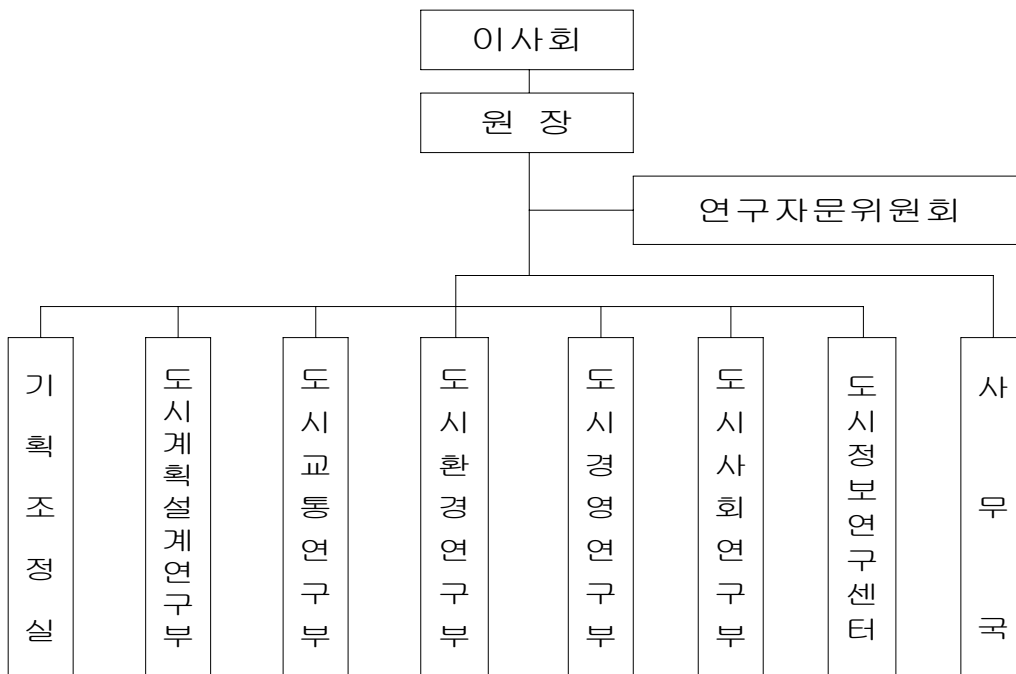 이사회
원 장
연구자문위원회
기획조정실
도시계획설계연구부
도시교통연구부
도시환경연구부
도시경영연구부
도시사회연구부
도시정보연구센터
사무국